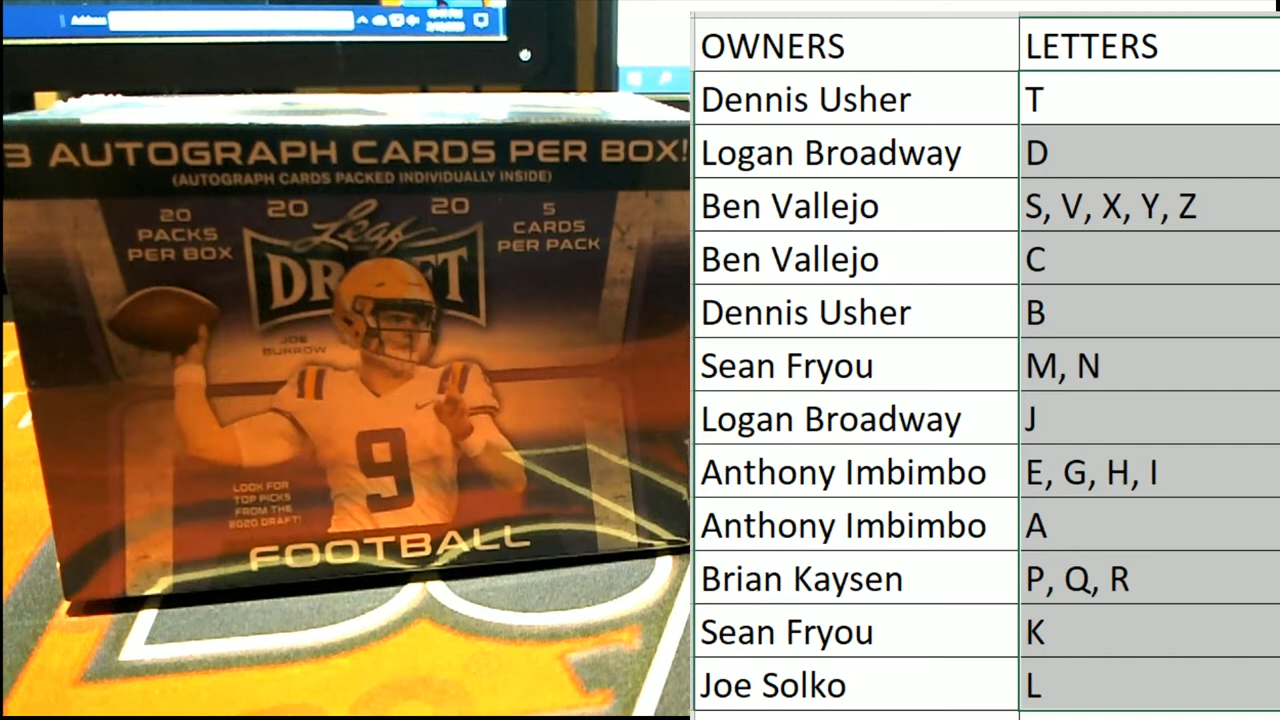 Address
3 AUTOGRAPH CARDS PER BOX!
(AUTOGRAPH CARDS PACKED INDIVIDUALLY INSIDE)
20
PACKS
PER BOX
20 20
Leaf
DRAFT
5
CARDS
PER PACK
JOE
BURROW
9
LOOK FOR
TOP PICKS
FROM THE
2020 DRAFT!
FOOTBALL
OWNERS LETTERS
Dennis Usher T
Logan Broadway D
Ben Vallejo S, V, X, Y, Z
Ben Vallejo C
Dennis Usher B
Sean Fryou M, N
Logan Broadway J
Anthony Imbimbo E, G, H, I
Anthony Imbimbo A
Brian Kaysen P, Q, R
Sean Fryou K
Joe Solko L